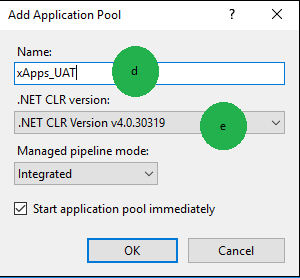 Add Application Pool
?
Name:
xApps_UAT
d
.NET CLR version:
.NET CLR Version v4.0.30319
e
Managed pipeline mode:
Integrated
Start application pool immediately
OK
Cancel